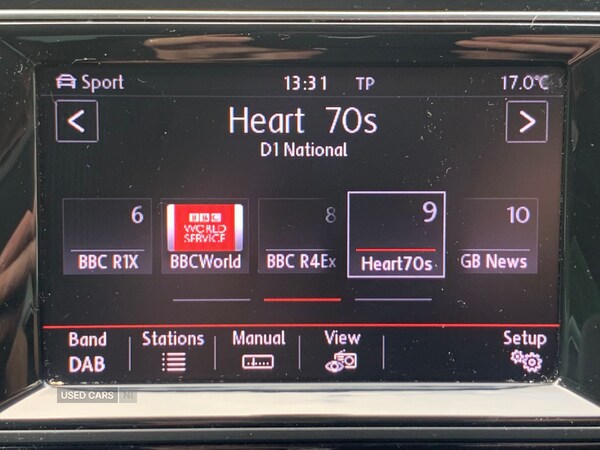 Sport 13:31 TP 17.0°C
< Heart 70s >
D1 National
6 8 9 10
BBC
WORLD
SERVICE
BBC R1X BBCWorld BBC R4Ex Heart70s GB News
Band Stations Manual View Setup
DAB
USED CARS NI